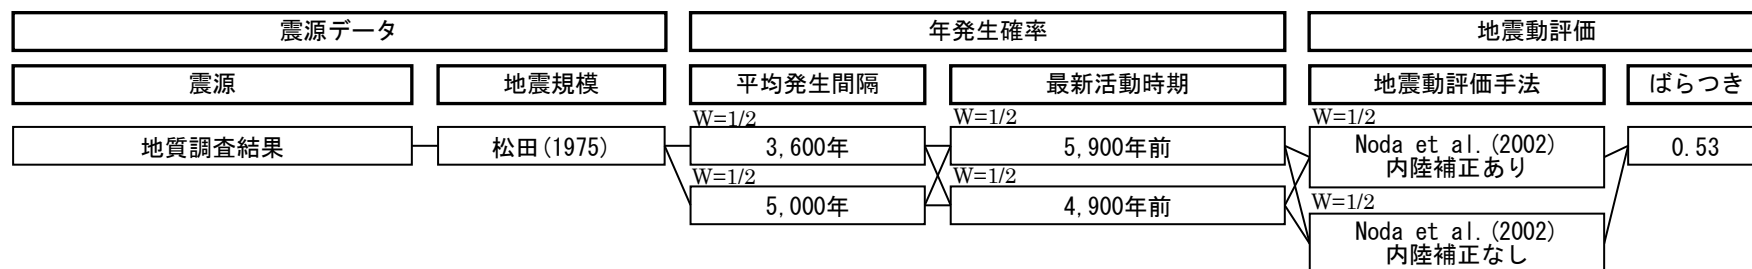 震源データ
年発生確率
地震動評価
震源
地震規模
平均発生間隔
最新活動時期
地震動評価手法
ばらつき
地質調査結果
松田(1975)
W=1/2
3,600年
W=1/2
5,000年
W=1/2
5,900年前
W=1/2
4,900年前
W=1/2
Noda et al.(2002)
内陸補正あり
W=1/2
Noda et al.(2002)
内陸補正なし
0.53